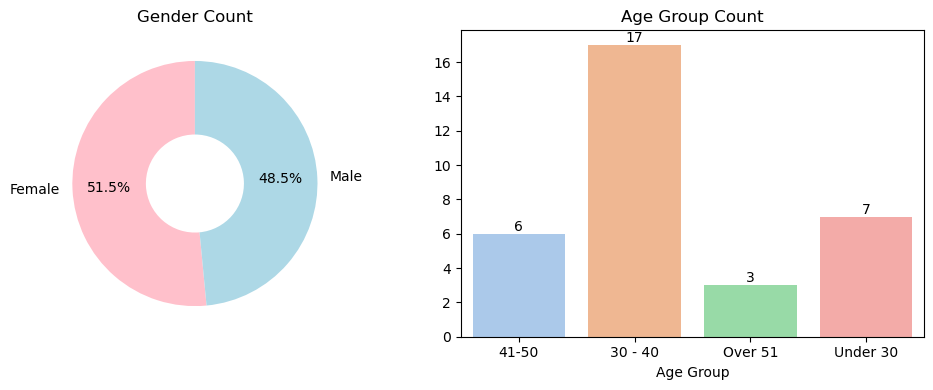 Gender Count
Female
51.5%
48.5%
Male
Age Group Count
16
14
12
10
8
6
4
2
0
6
17
3
7
41-50
30 - 40
Over 51
Under 30
Age Group